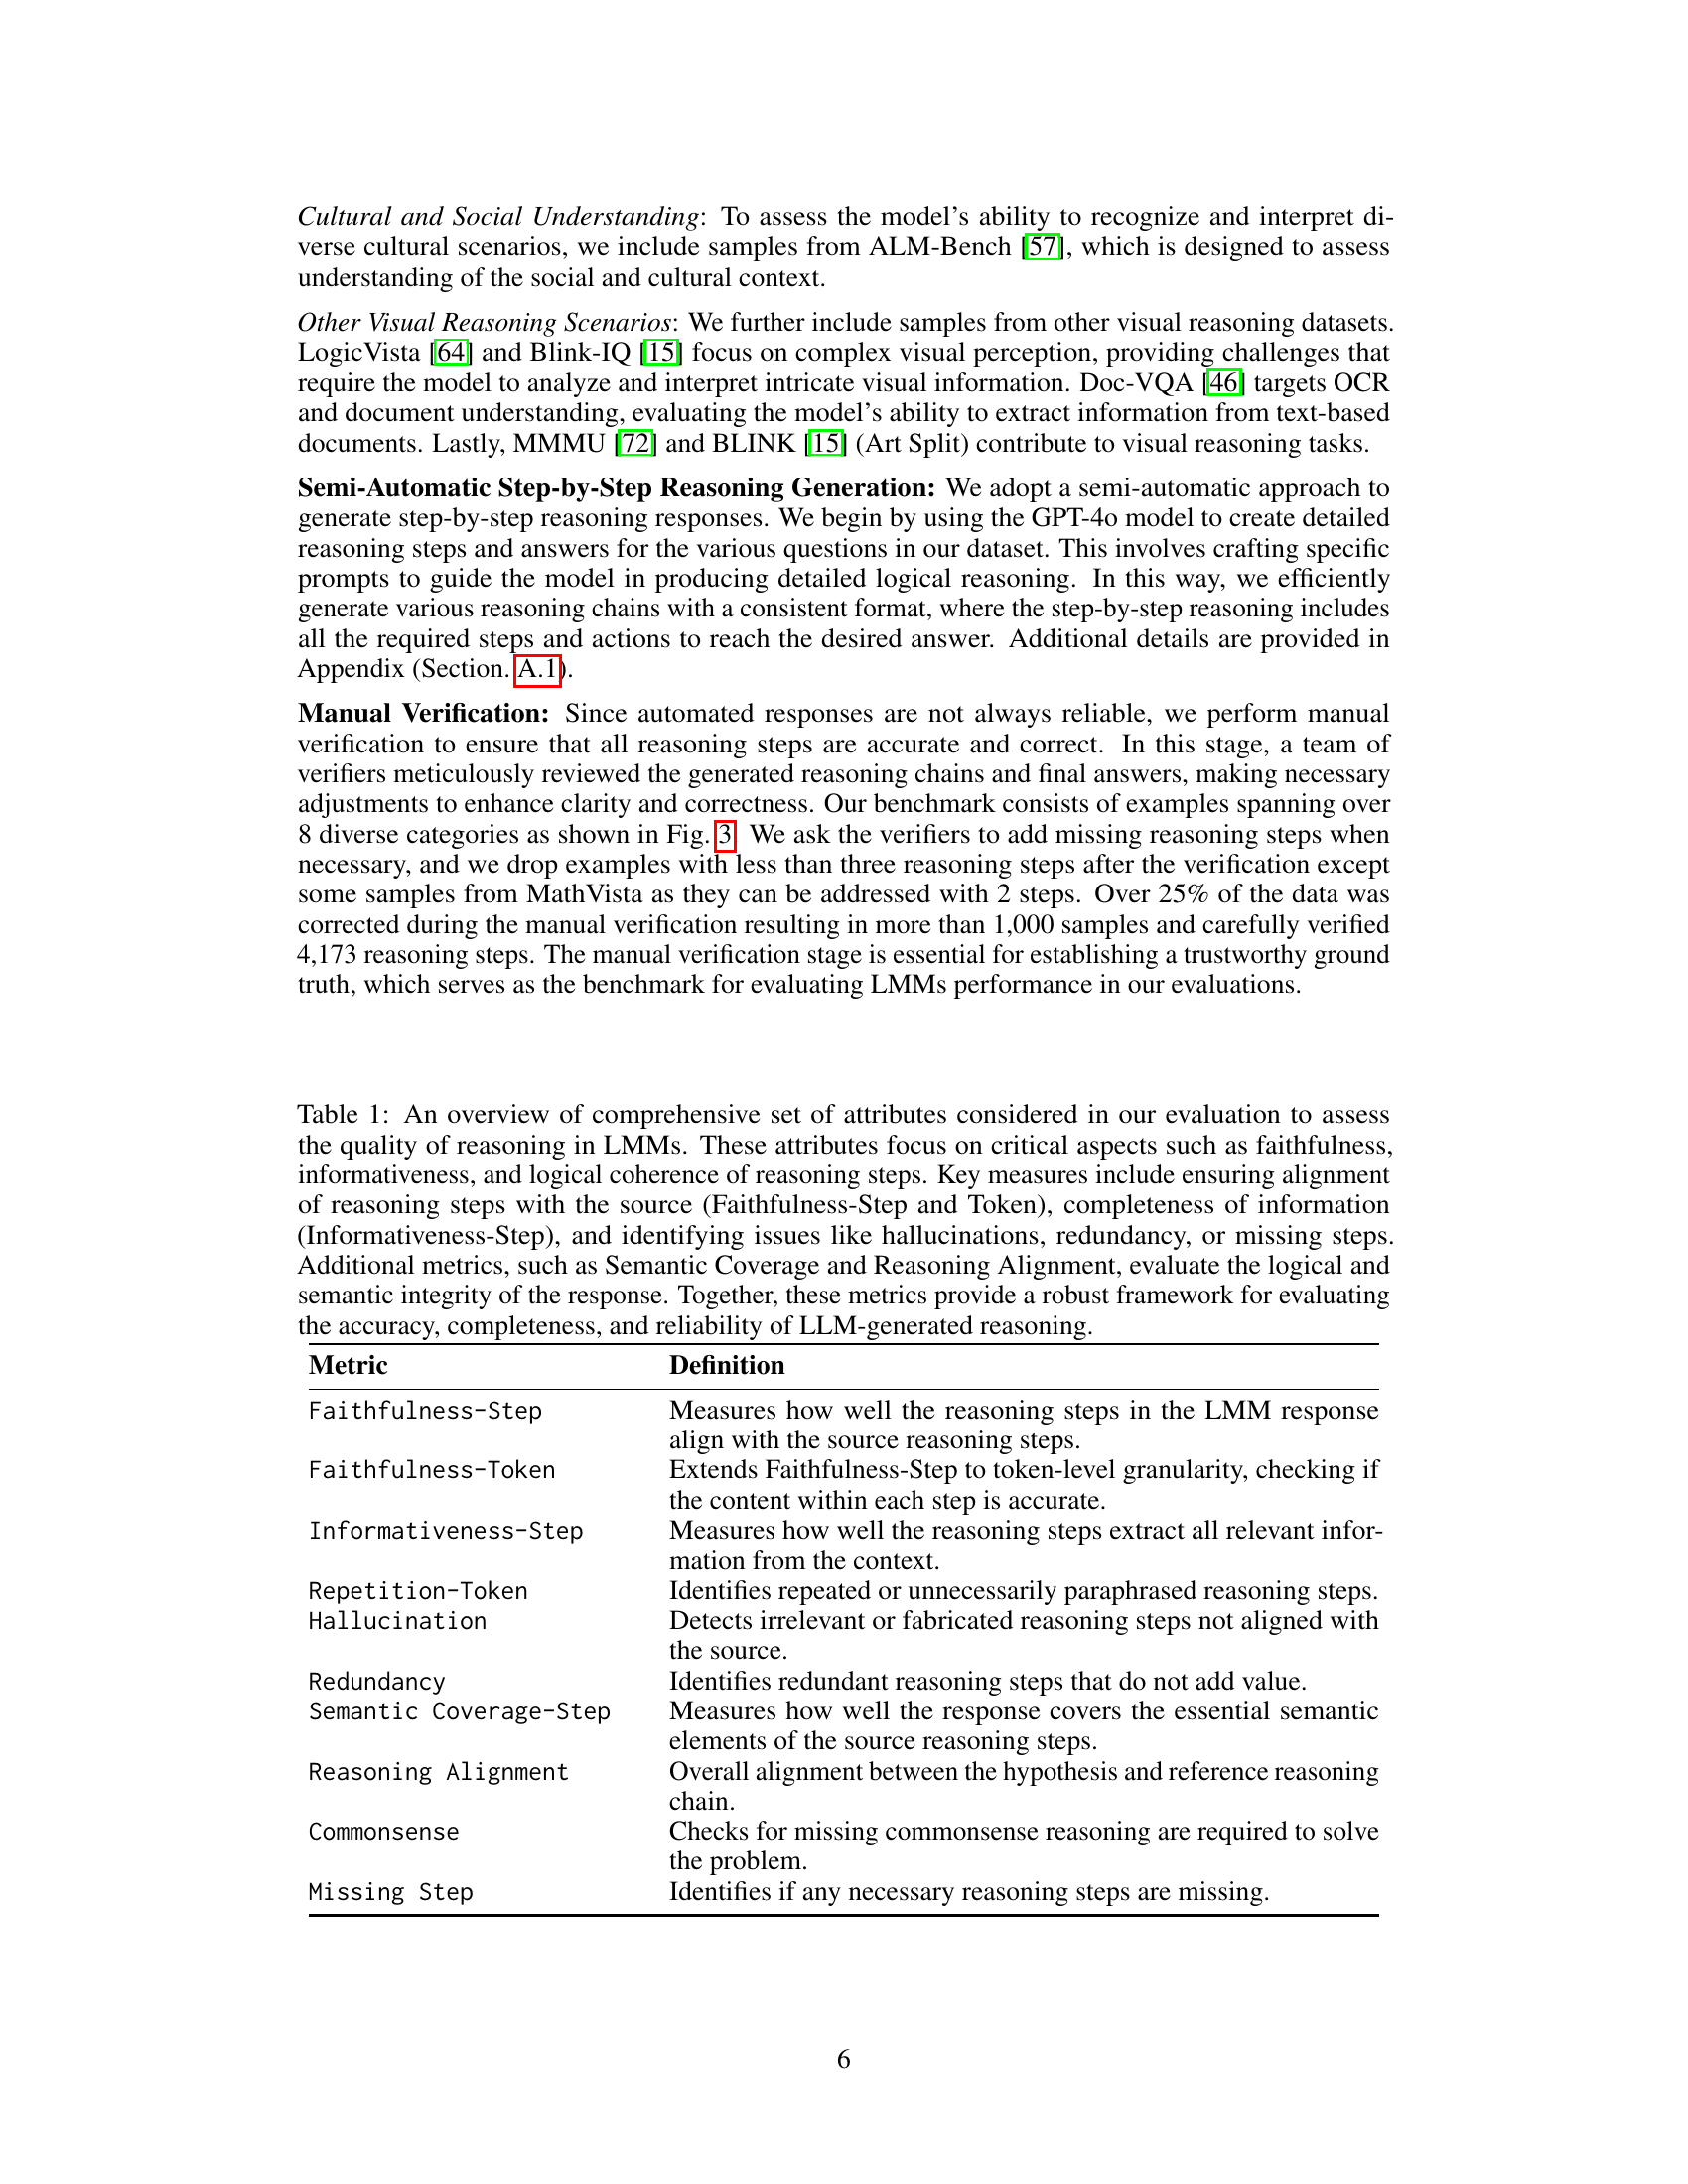 Cultural and Social Understanding: To assess the model's ability to recognize and interpret di-
verse cultural scenarios, we include samples from ALM-Bench [57], which is designed to assess
understanding of the social and cultural context.
Other Visual Reasoning Scenarios: We further include samples from other visual reasoning datasets.
LogicVista [64] and Blink-IQ [15] focus on complex visual perception, providing challenges that
require the model to analyze and interpret intricate visual information. Doc-VQA [46] targets OCR
and document understanding, evaluating the model's ability to extract information from text-based
documents. Lastly, MMMU [72] and BLINK [15] (Art Split) contribute to visual reasoning tasks.
Semi-Automatic Step-by-Step Reasoning Generation: We adopt a semi-automatic approach to
generate step-by-step reasoning responses. We begin by using the GPT-4o model to create detailed
reasoning steps and answers for the various questions in our dataset. This involves crafting specific
prompts to guide the model in producing detailed logical reasoning. In this way, we efficiently
generate various reasoning chains with a consistent format, where the step-by-step reasoning includes
all the required steps and actions to reach the desired answer. Additional details are provided in
Appendix (Section. A.1).
Manual Verification: Since automated responses are not always reliable, we perform manual
verification to ensure that all reasoning steps are accurate and correct. In this stage, a team of
verifiers meticulously reviewed the generated reasoning chains and final answers, making necessary
adjustments to enhance clarity and correctness. Our benchmark consists of examples spanning over
8 diverse categories as shown in Fig. 3. We ask the verifiers to add missing reasoning steps when
necessary, and we drop examples with less than three reasoning steps after the verification except
some samples from MathVista as they can be addressed with 2 steps. Over 25% of the data was
corrected during the manual verification resulting in more than 1,000 samples and carefully verified
4,173 reasoning steps. The manual verification stage is essential for establishing a trustworthy ground
truth, which serves as the benchmark for evaluating LMMs performance in our evaluations.
Table 1: An overview of comprehensive set of attributes considered in our evaluation to assess
the quality of reasoning in LMMs. These attributes focus on critical aspects such as faithfulness,
informativeness, and logical coherence of reasoning steps. Key measures include ensuring alignment
of reasoning steps with the source (Faithfulness-Step and Token), completeness of information
(Informativeness-Step), and identifying issues like hallucinations, redundancy, or missing steps.
Additional metrics, such as Semantic Coverage and Reasoning Alignment, evaluate the logical and
semantic integrity of the response. Together, these metrics provide a robust framework for evaluating
the accuracy, completeness, and reliability of LLM-generated reasoning.
Metric Definition
Faithfulness-Step Measures how well the reasoning steps in the LMM response
align with the source reasoning steps.
Faithfulness-Token Extends Faithfulness-Step to token-level granularity, checking if
the content within each step is accurate.
Informativeness-Step Measures how well the reasoning steps extract all relevant infor-
mation from the context.
Repetition-Token Identifies repeated or unnecessarily paraphrased reasoning steps.
Hallucination Detects irrelevant or fabricated reasoning steps not aligned with
the source.
Redundancy Identifies redundant reasoning steps that do not add value.
Semantic Coverage-Step Measures how well the response covers the essential semantic
elements of the source reasoning steps.
Reasoning Alignment Overall alignment between the hypothesis and reference reasoning
chain.
Commonsense Checks for missing commonsense reasoning are required to solve
the problem.
Missing Step Identifies if any necessary reasoning steps are missing.
6